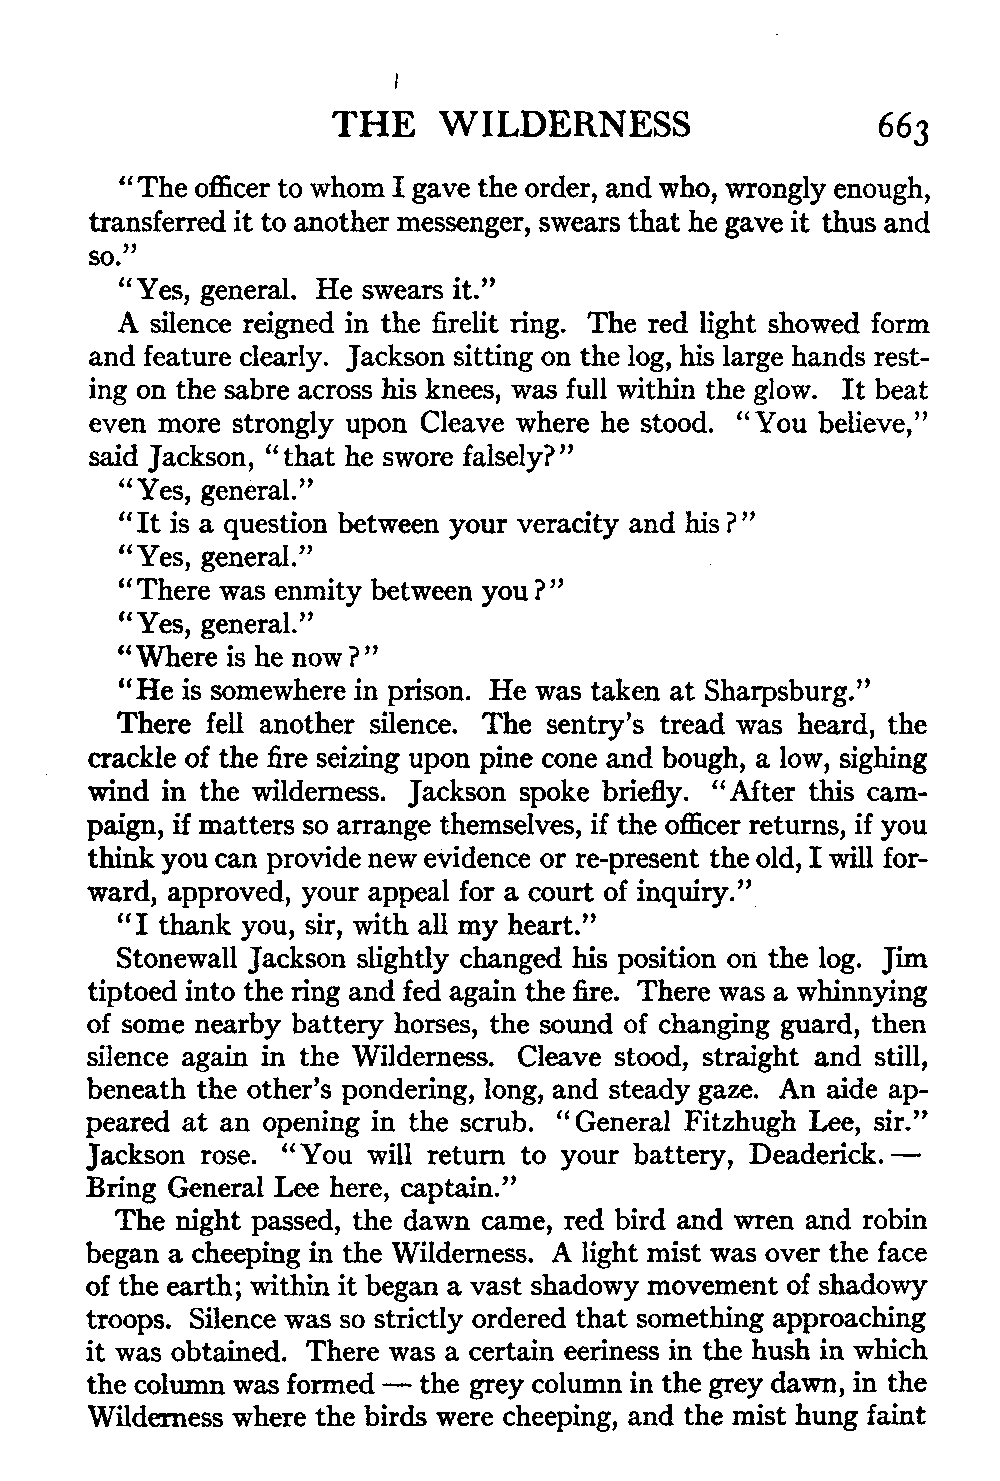 THE WILDERNESS 663
"The officer to whom I gave the order, and who, wrongly enough,
transferred it to another messenger, swears that he gave it thus and
so."
"Yes, general. He swears it."
A silence reigned in the firelit ring. The red light showed form
and feature clearly. Jackson sitting on the log, his large hands rest-
ing on the sabre across his knees, was full within the glow. It beat
even more strongly upon Cleave where he stood. "You believe,"
said Jackson, "that he swore falsely?"
"Yes, general."
"It is a question between your veracity and his?"
"Yes, general."
"There was enmity between you?"
"Yes, general."
"Where is he now?"
"He is somewhere in prison. He was taken at Sharpsburg."
There fell another silence. The sentry's tread was heard, the
crackle of the fire seizing upon pine cone and bough, a low, sighing
wind in the wilderness. Jackson spoke briefly. "After this cam-
paign, if matters so arrange themselves, if the officer returns, if you
think you can provide new evidence or re-present the old, I will for-
ward, approved, your appeal for a court of inquiry."
"I thank you, sir, with all my heart."
Stonewall Jackson slightly changed his position on the log. Jim
tiptoed into the ring and fed again the fire. There was a whinnying
of some nearby battery horses, the sound of changing guard, then
silence again in the Wilderness. Cleave stood, straight and still,
beneath the other's pondering, long, and steady gaze. An aide ap-
peared at an opening in the scrub. "General Fitzhugh Lee, sir."
Jackson rose. "You will return to your battery, Deaderick. —
Bring General Lee here, captain."
The night passed, the dawn came, red bird and wren and robin
began a cheeping in the Wilderness. A light mist was over the face
of the earth; within it began a vast shadowy movement of shadowy
troops. Silence was so strictly ordered that something approaching
it was obtained. There was a certain eeriness in the hush in which
the column was formed — the grey column in the grey dawn, in the
Wilderness where the birds were cheeping, and the mist hung faint